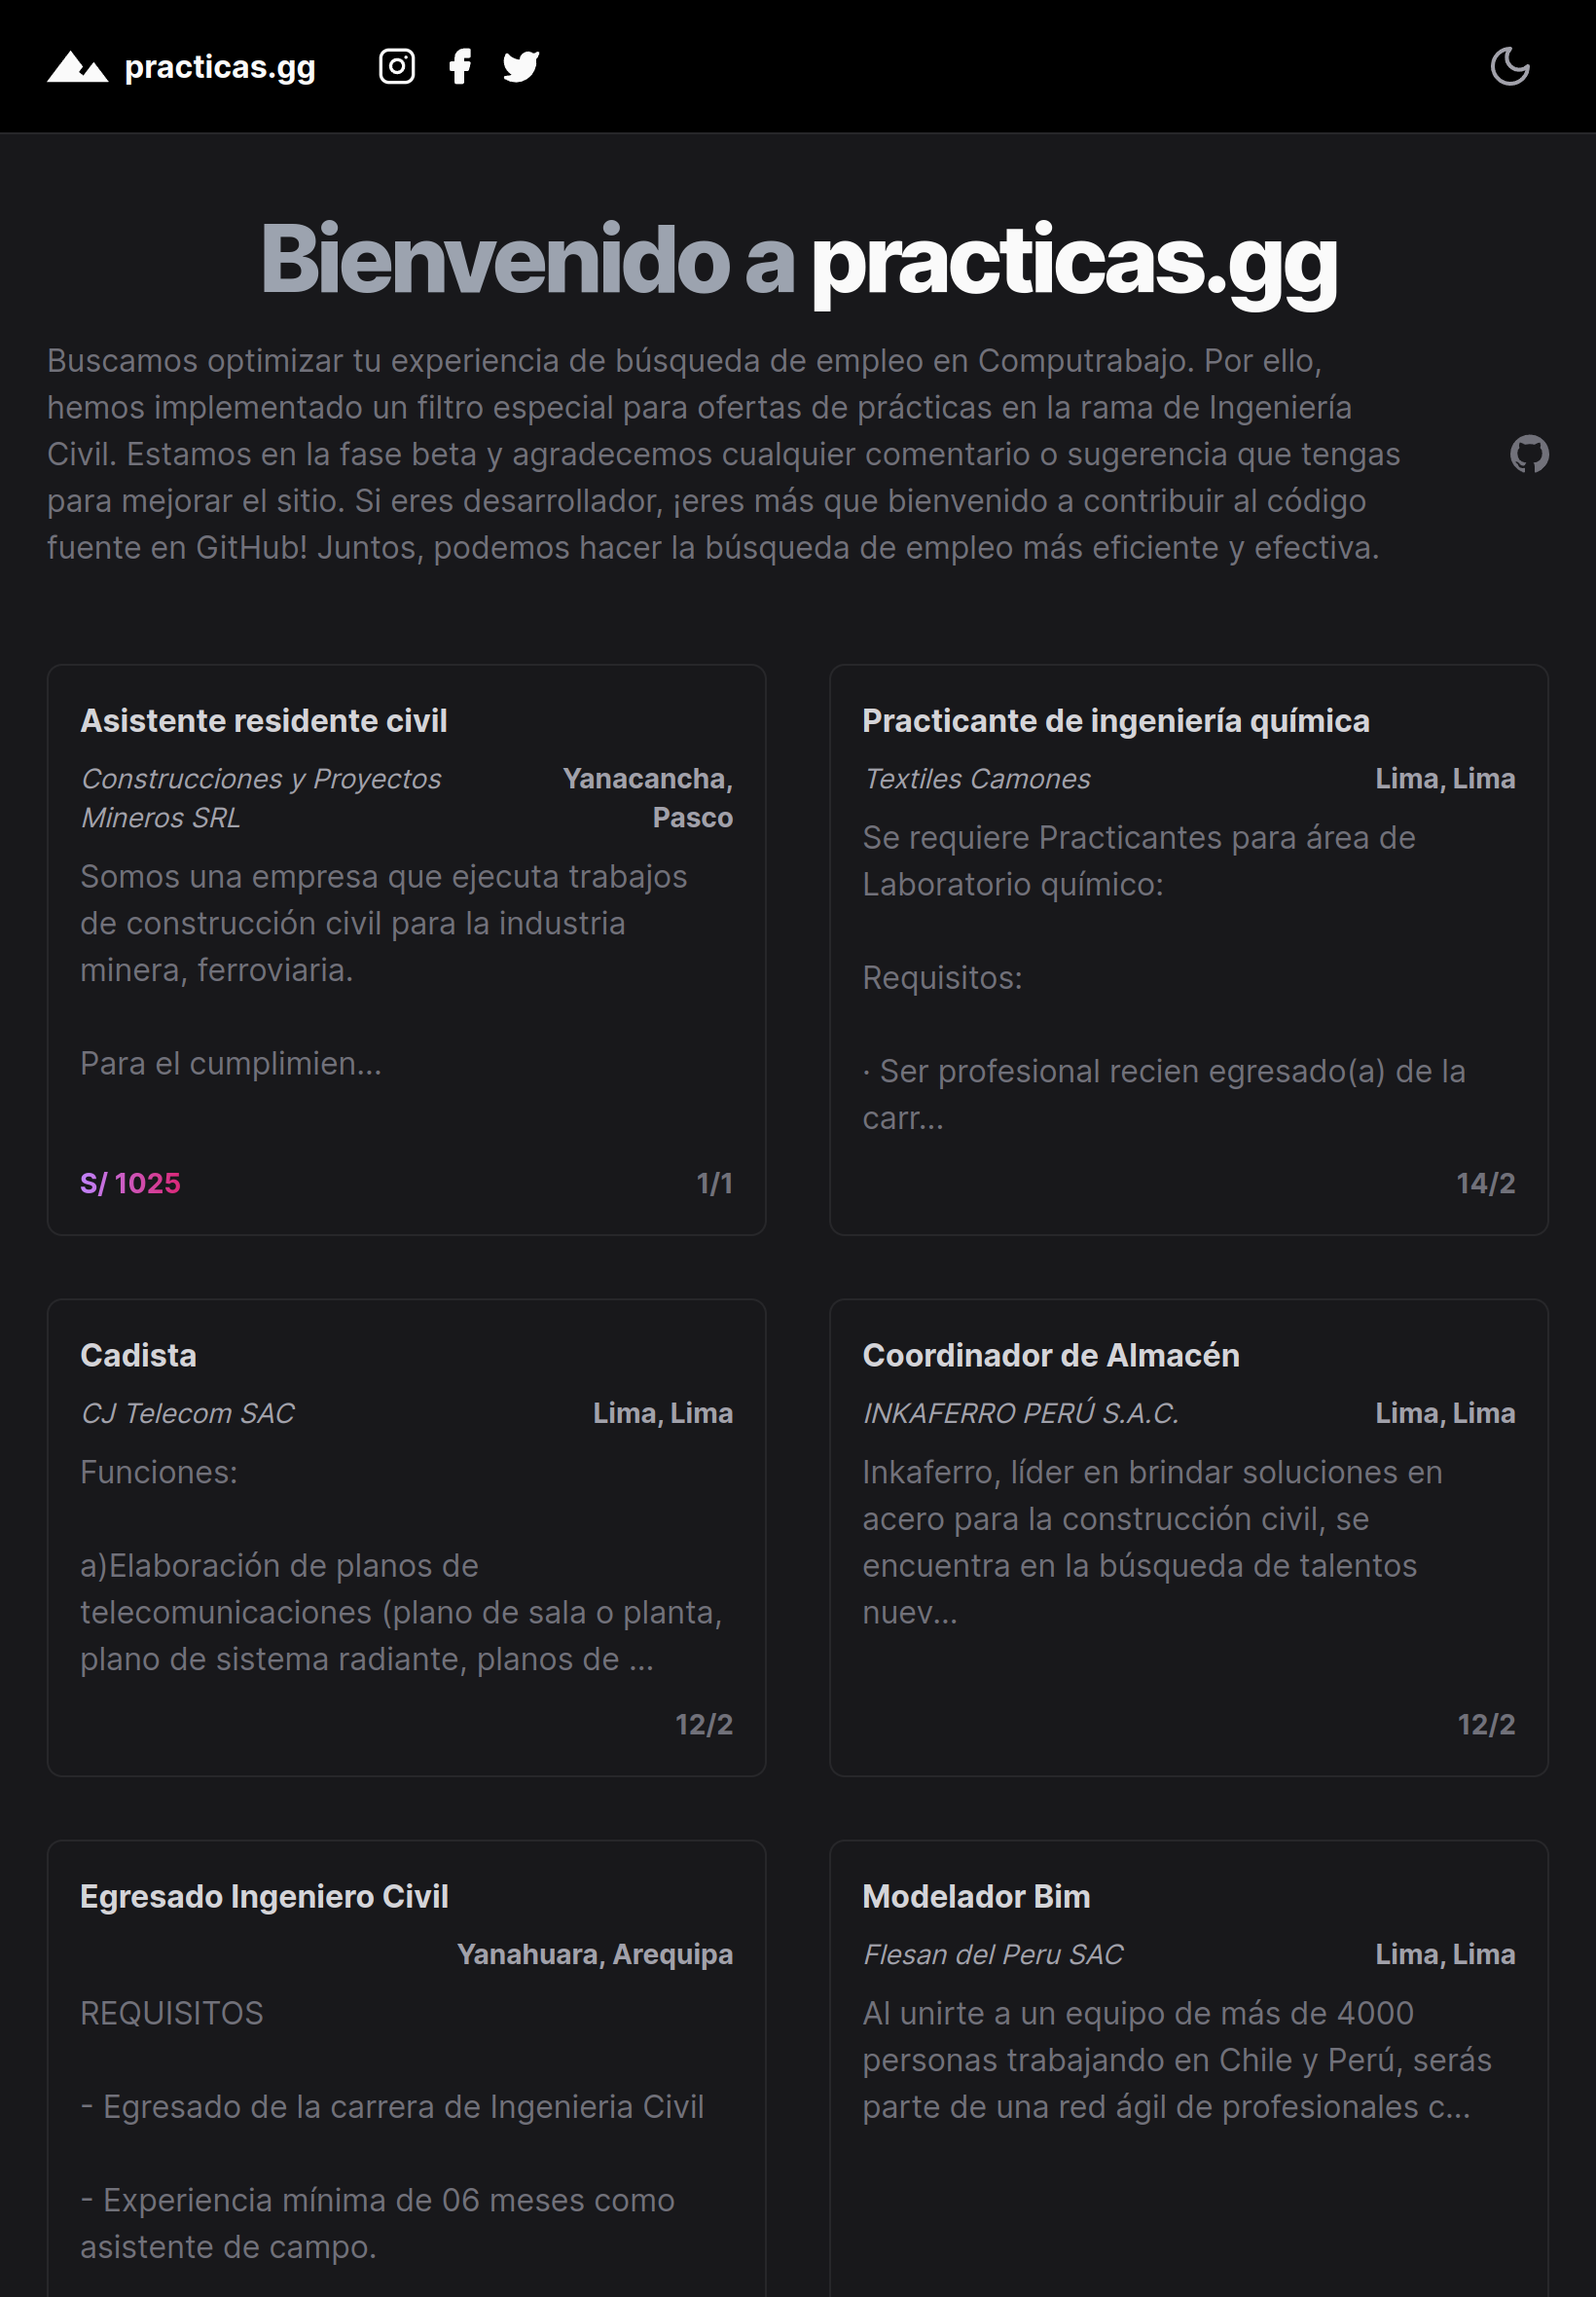 practicas.gg
Bienvenido a practicas.gg
Buscamos optimizar tu experiencia de búsqueda de empleo en Computrabajo. Por ello,
hemos implementado un filtro especial para ofertas de prácticas en la rama de Ingeniería
Civil. Estamos en la fase beta y agradecemos cualquier comentario o sugerencia que tengas
para mejorar el sitio. Si eres desarrollador, ¡eres más que bienvenido a contribuir al código
fuente en GitHub! Juntos, podemos hacer la búsqueda de empleo más eficiente y efectiva.
Asistente residente civil
Construcciones y Proyectos
Mineros SRL
Yanacancha,
Pasco
Somos una empresa que ejecuta trabajos
de construcción civil para la industria
minera, ferroviaria.
Para el cumplimien...
S/ 1025
1/1
Practicante de ingeniería química
Textiles Camones
Lima, Lima
Se requiere Practicantes para área de
Laboratorio químico:
Requisitos:
· Ser profesional recien egresado(a) de la
carr...
14/2
Cadista
CJ Telecom SAC
Lima, Lima
Funciones:
a)Elaboración de planos de
telecomunicaciones (plano de sala o planta,
plano de sistema radiante, planos de ...
12/2
Coordinador de Almacén
INKAFERRO PERÚ S.A.C.
Lima, Lima
Inkaferro, líder en brindar soluciones en
acero para la construcción civil, se
encuentra en la búsqueda de talentos
nuev...
12/2
Egresado Ingeniero Civil
Yanahuara, Arequipa
REQUISITOS
- Egresado de la carrera de Ingenieria Civil
- Experiencia mínima de 06 meses como
asistente de campo.
Modelador Bim
Flesan del Peru SAC
Lima, Lima
Al unirte a un equipo de más de 4000
personas trabajando en Chile y Perú, serás
parte de una red ágil de profesionales c...